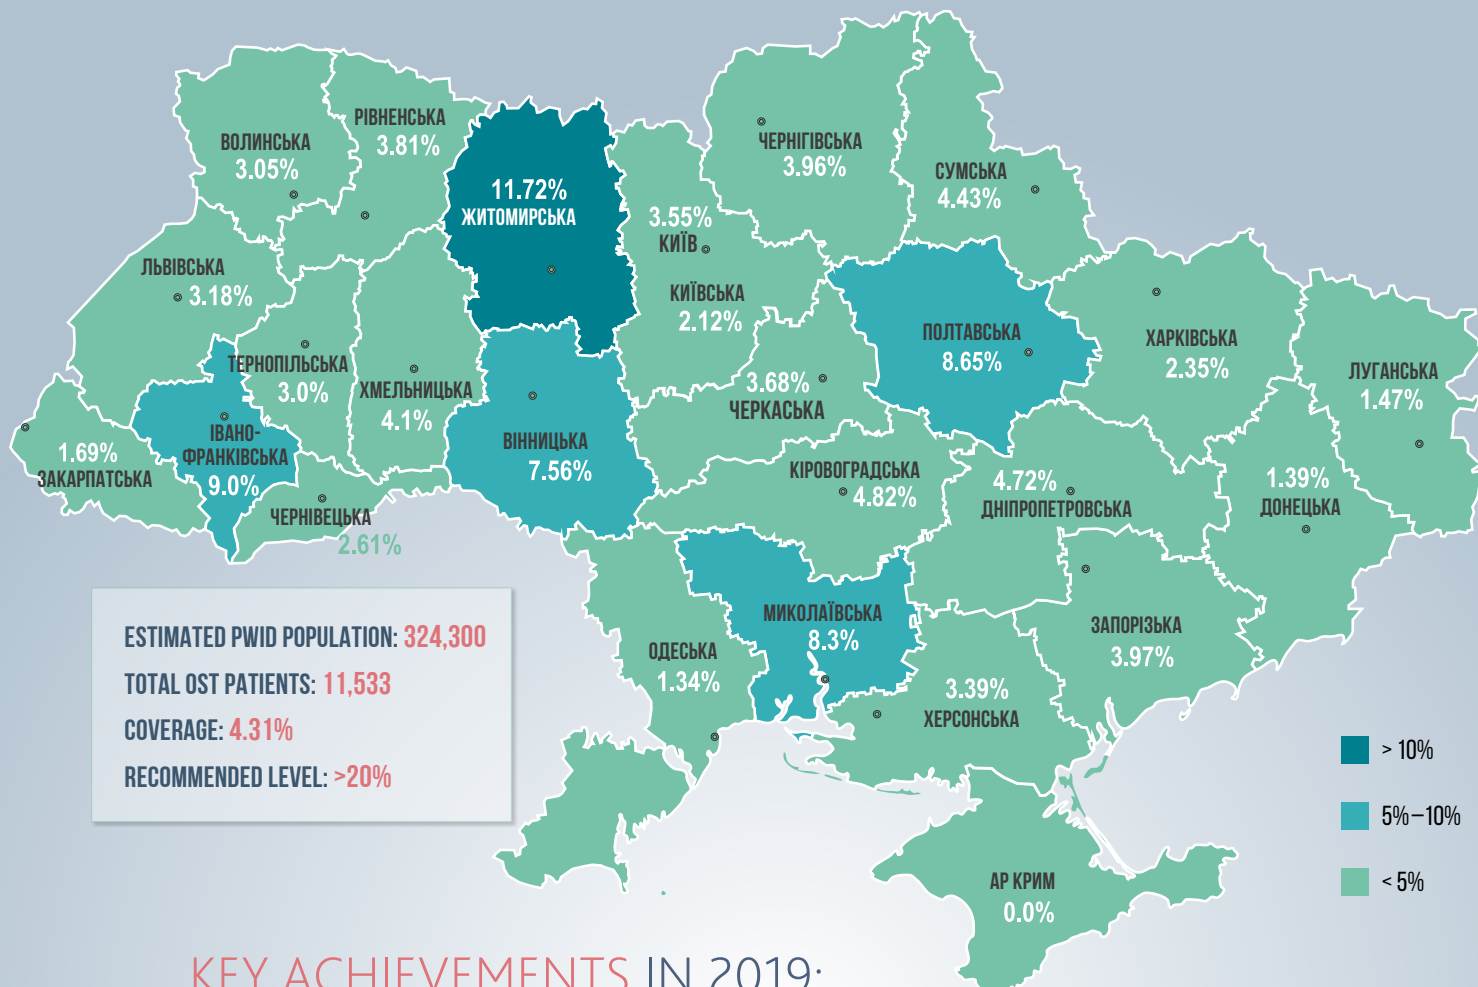 ВОЛИНСЬКА
3.05%
РІВНЕНСЬКА
3.81%
11.72%
ЖИТОМИРСЬКА
3.55%
КИЇВ
КИЇВСЬКА
2.12%
ЧЕРНІГІВСЬКА
3.96%
СУМСЬКА
4.43%
ЛЬВІВСЬКА
3.18%
ТЕРНОПІЛЬСЬКА
3.0%
ХМЕЛЬНИЦЬКА
4.1%
ВІННИЦЬКА
7.56%
3.68%
ЧЕРКАСЬКА
ПОЛТАВСЬКА
8.65%
ХАРКІВСЬКА
2.35%
ЛУГАНСЬКА
1.47%
1.69%
ЗАКАРПАТСЬКА
ІВАНО-
ФРАНКІВСЬКА
9.0%
ЧЕРНІВЕЦЬКА
2.61%
КІРОВОГРАДСЬКА
4.82%
4.72%
ДНІПРОПЕТРОВСЬКА
1.39%
ДОНЕЦЬКА
ОДЕСЬКА
1.34%
МИКОЛАЇВСЬКА
8.3%
3.39%
ХЕРСОНСЬКА
ЗАПОРІЗЬКА
3.97%
АР КРИМ
0.0%
ESTIMATED PWID POPULATION: 324,300
TOTAL OST PATIENTS: 11,533
COVERAGE: 4.31%
RECOMMENDED LEVEL: >20%
> 10%
5%–10%
< 5%
KEY ACHIEVEMENTS IN 2019: